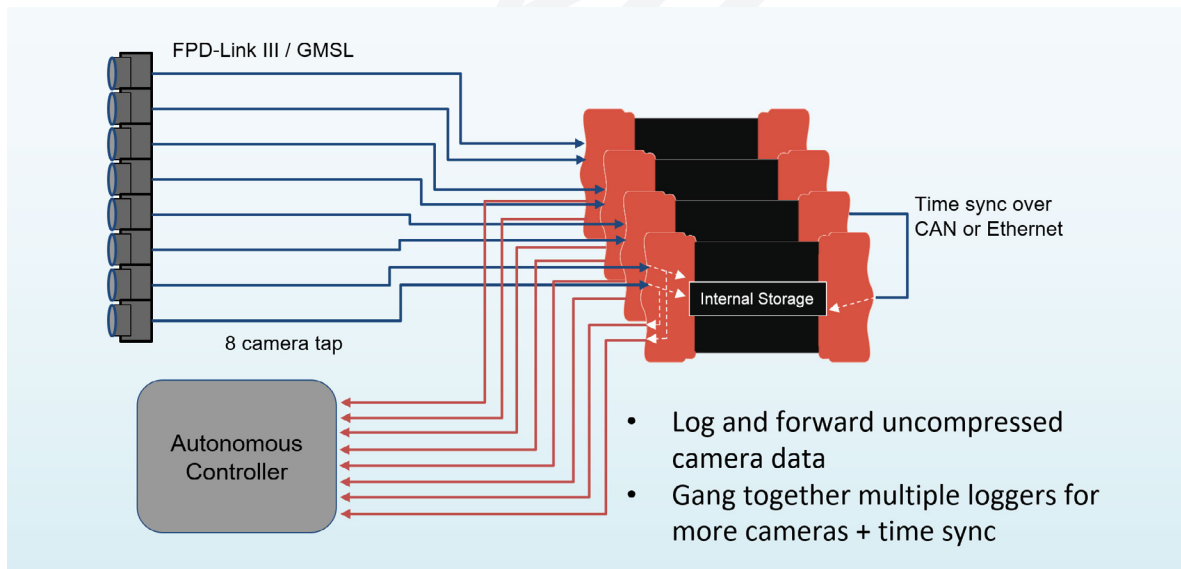 FPD-Link III / GMSL
Time sync over
CAN or Ethernet
Internal Storage
8 camera tap
Autonomous
Controller
• Log and forward uncompressed
camera data
• Gang together multiple loggers for
more cameras + time sync